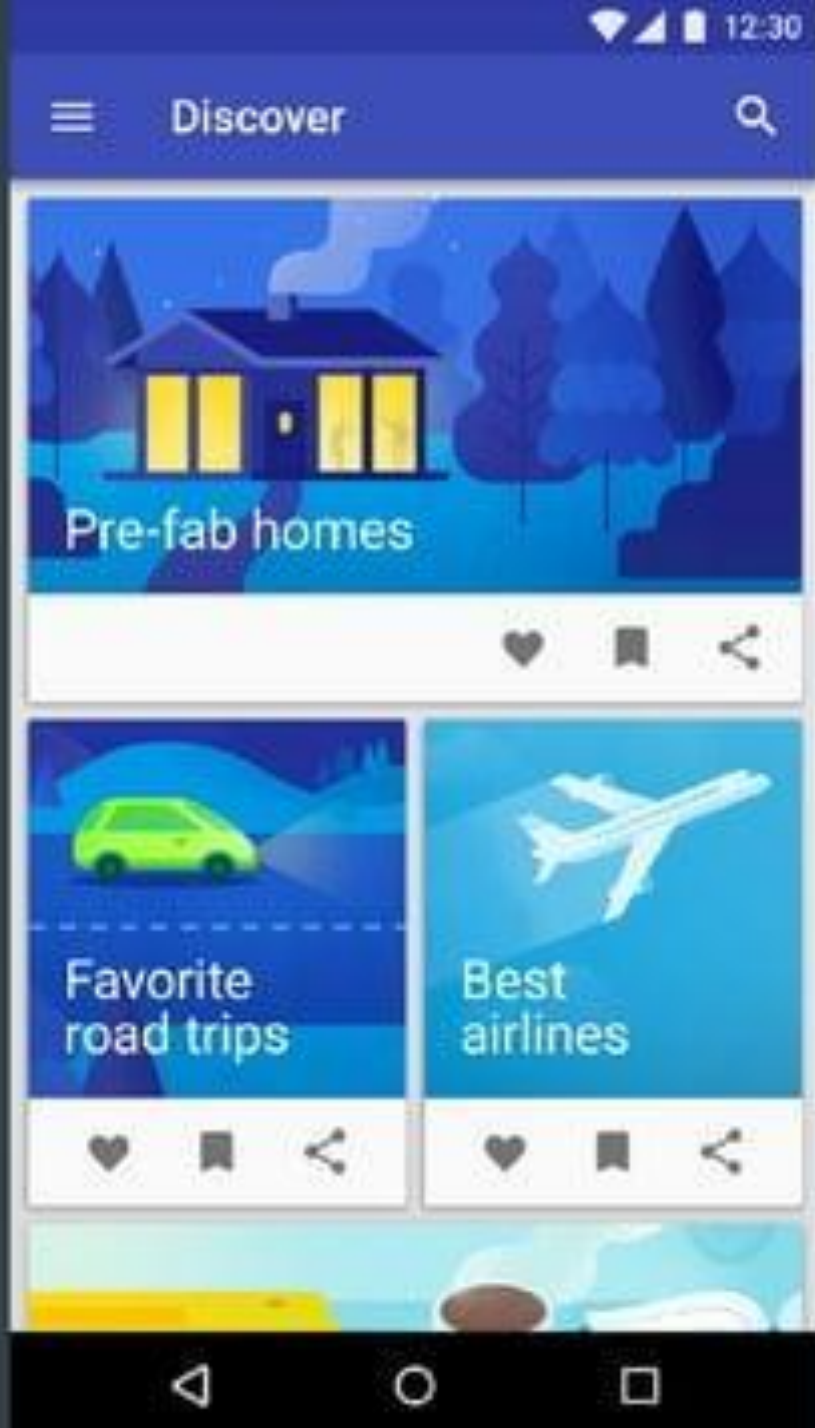 12:30
Discover
Pre-fab homes
Favorite
road trips
Best
airlines